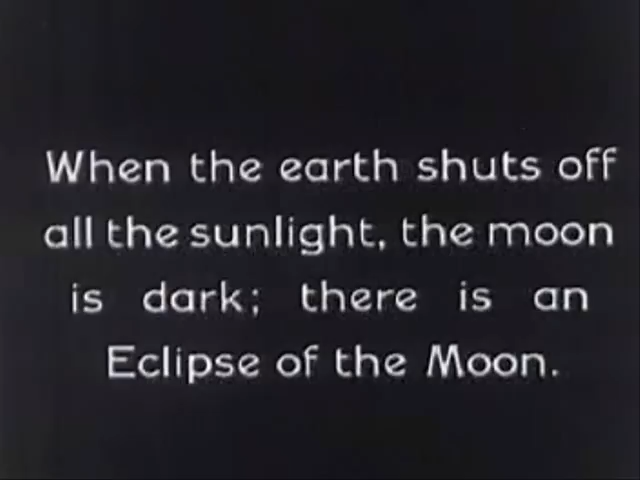 When the earth shuts off
all the sunlight, the moon
is dark; there is an
Eclipse of the Moon.